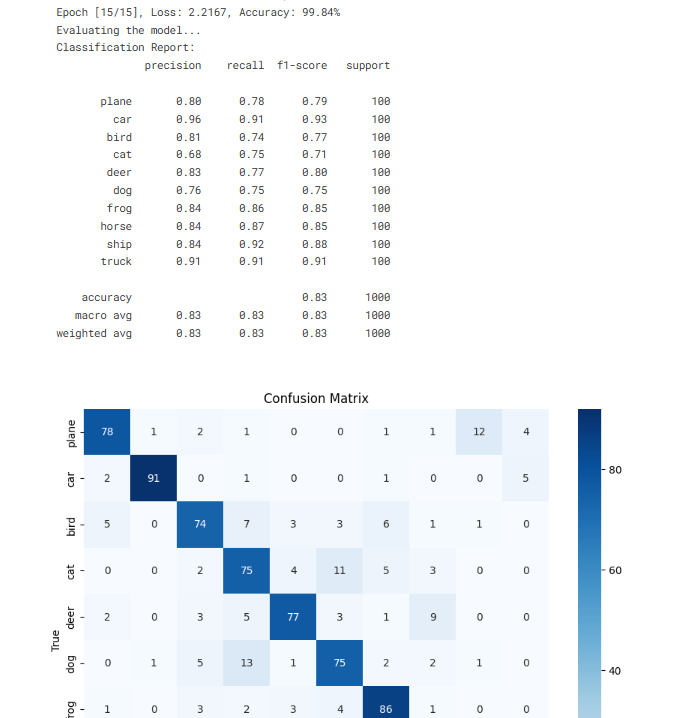 Epoch [15/15], Loss: 2.2167, Accuracy: 99.84%
Evaluating the model...
Classification Report:
precision recall f1-score support
plane 0.80 0.78 0.79 100
car 0.96 0.91 0.93 100
bird 0.81 0.74 0.77 100
cat 0.68 0.75 0.71 100
deer 0.83 0.77 0.80 100
dog 0.76 0.75 0.75 100
frog 0.84 0.86 0.85 100
horse 0.84 0.87 0.85 100
ship 0.84 0.92 0.88 100
truck 0.91 0.91 0.91 100
accuracy 0.83 1000
macro avg 0.83 0.83 0.83 1000
weighted avg 0.83 0.83 0.83 1000
Confusion Matrix
plane 78 1 2 1 0 0 1 1 12 4
car 2 91 0 1 0 0 1 0 0 5
80
bird 5 0 74 7 3 3 6 1 1 0
cat 0 0 2 75 4 11 5 3 0 0
60
deer 2 0 3 5 77 3 1 9 0 0
True
dog 0 1 5 13 1 75 2 2 1 0
40
rog 1 0 3 2 3 4 86 1 0 0